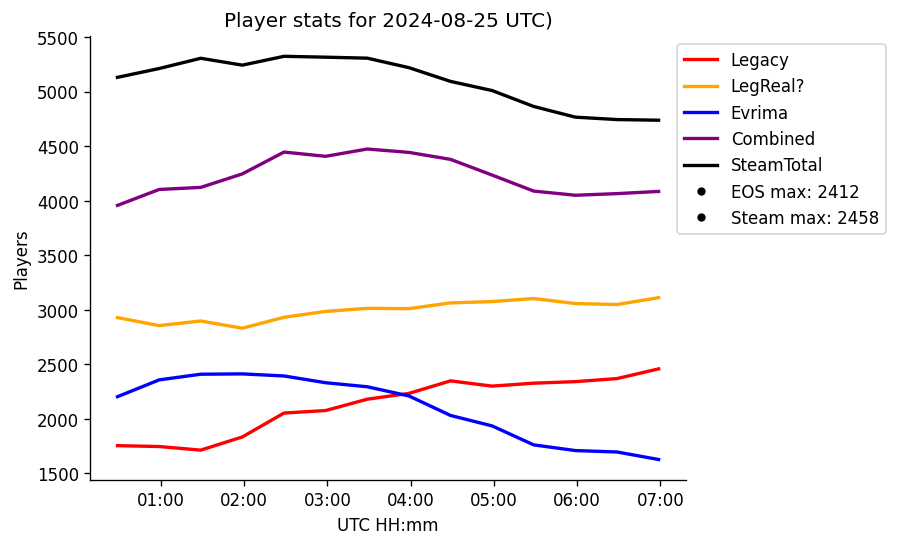 Player stats for 2024-08-25 UTC)
5500
5000
4500
4000
3500
3000
2500
2000
1500
Players
01:00 02:00 03:00 04:00 05:00 06:00 07:00
UTC HH:mm
Legacy
LegReal?
Evrima
Combined
SteamTotal
EOS max: 2412
Steam max: 2458